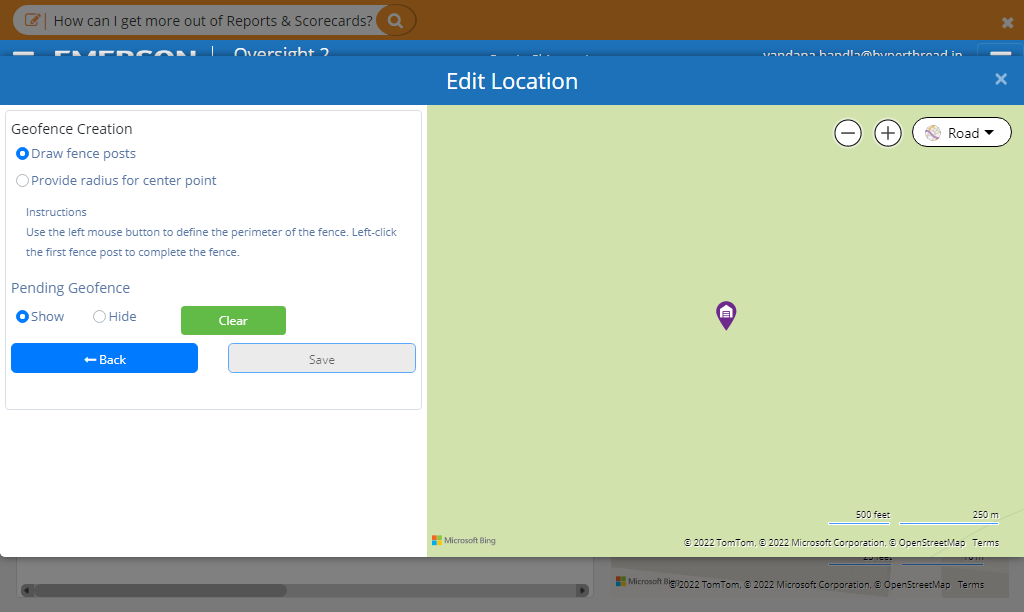 How can I get more out of Reports & Scorecards?
EMERSON
Oversight 2
vandana.bandla@hyperthread.in
Edit Location
Geofence Creation
Draw fence posts
Provide radius for center point
Instructions
Use the left mouse button to define the perimeter of the fence. Left-click
the first fence post to complete the fence.
Pending Geofence
Show
Hide
Clear
Back
Save
Road
500 feet
250 m
Microsoft Bing
© 2022 TomTom, © 2022 Microsoft Corporation, © OpenStreetMap Terms
Microsoft Bing
© 2022 TomTom, © 2022 Microsoft Corporation, © OpenStreetMap Terms